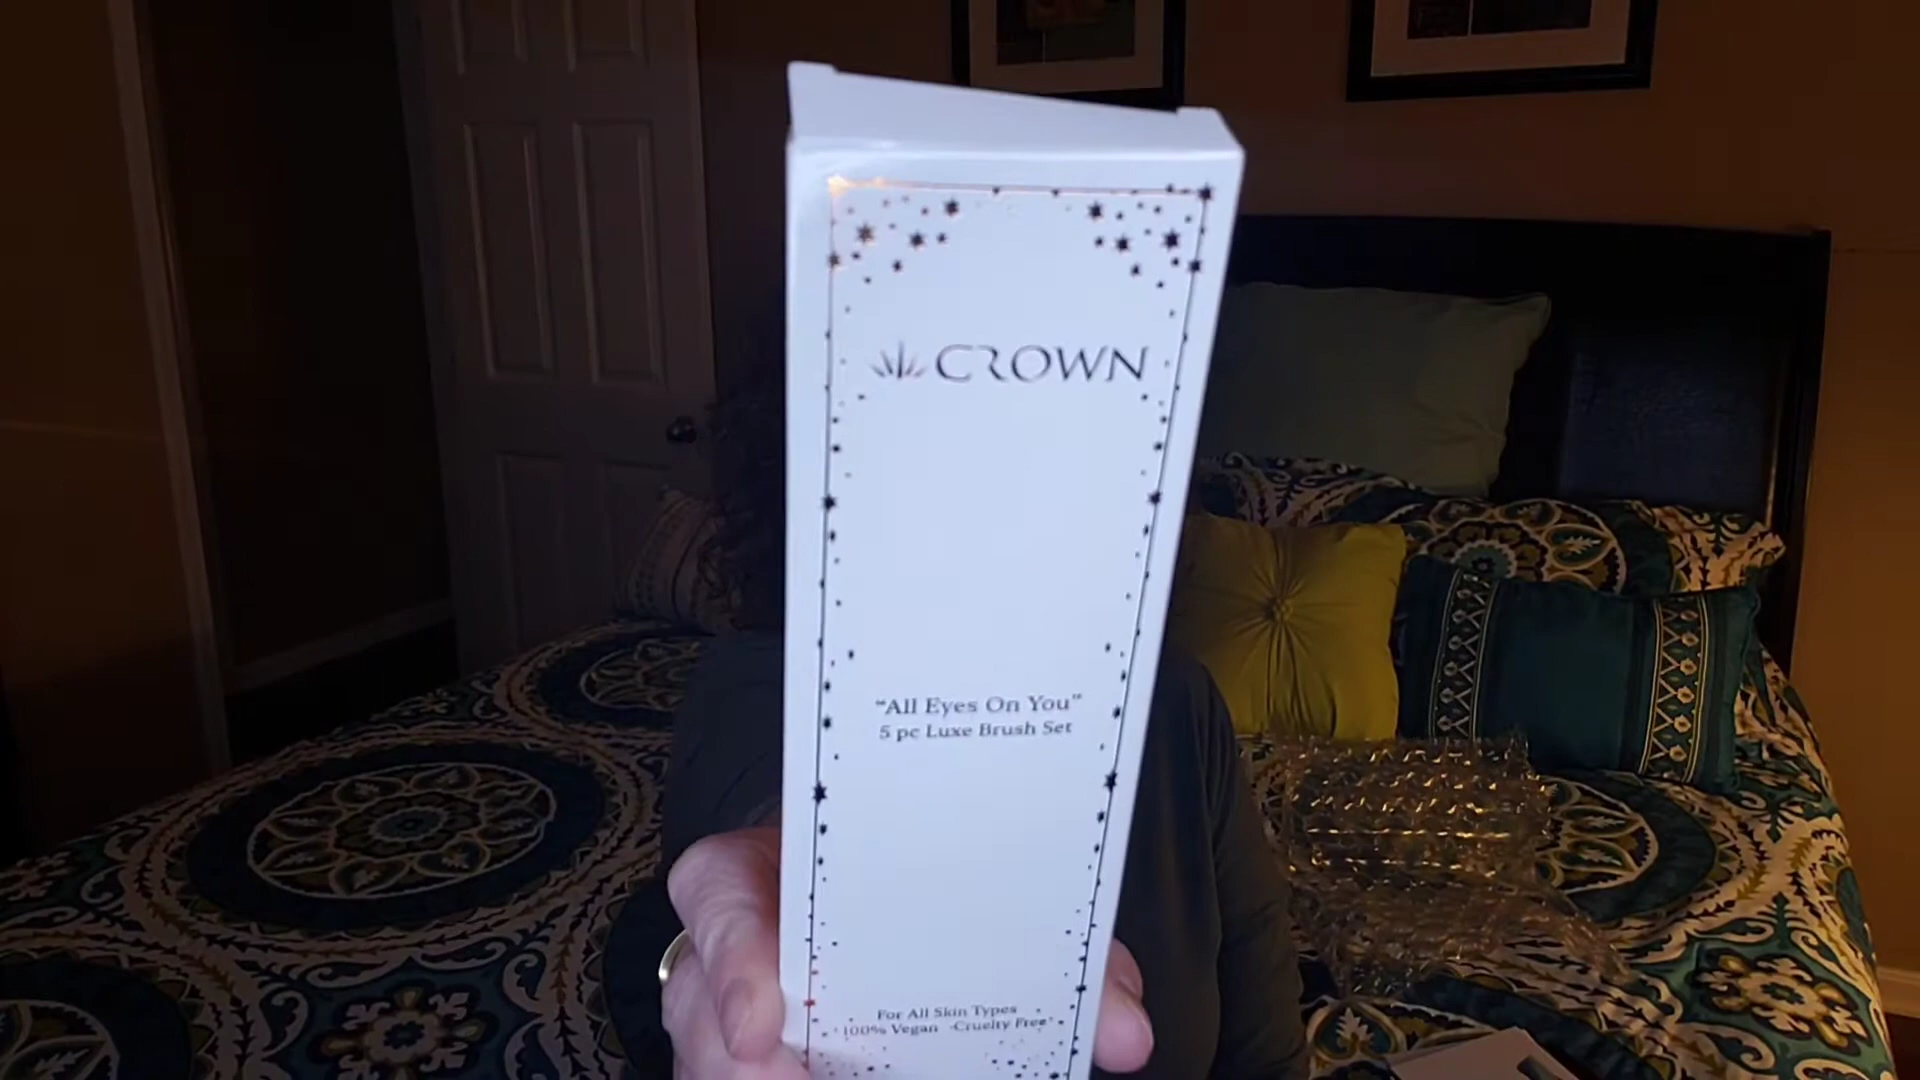 CROWN
"All Eyes On You"
5 pc Luxe Brush Set
For All Skin Types
100% Vegan Cruelty Free